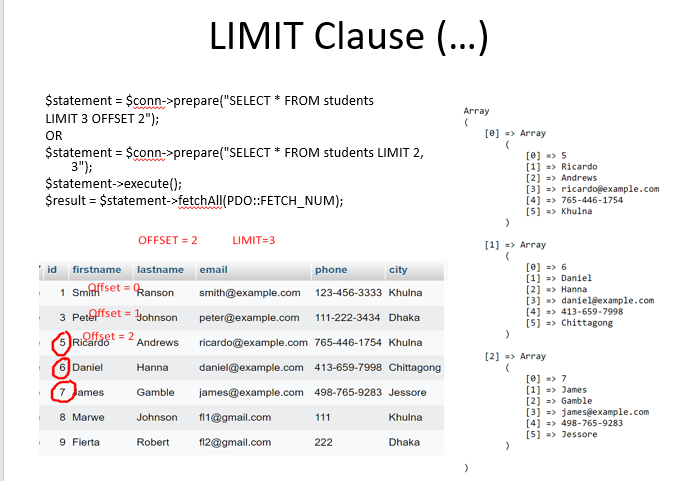 LIMIT Clause (…)
$statement = $conn->prepare("SELECT * FROM students
LIMIT 3 OFFSET 2");
OR
$statement = $conn->prepare("SELECT * FROM students LIMIT 2,
3");
$statement->execute();
$result = $statement->fetchAll(PDO::FETCH_NUM);
OFFSET = 2 LIMIT=3
id firstname lastname email phone city
1 Smith Ranson smith@example.com 123-456-3333 Khulna
Offset = 0
3 Peter Johnson peter@example.com 111-222-3434 Dhaka
Offset = 1
5 Ricardo Andrews ricardo@example.com 765-446-1754 Khulna
Offset = 2
6 Daniel Hanna daniel@example.com 413-659-7998 Chittagong
7 James Gamble james@example.com 498-765-9283 Jessore
8 Marwe Johnson fl1@gmail.com 111 Khulna
9 Fierta Robert fl2@gmail.com 222 Dhaka
Array
(
[0] => Array
(
[0] => 5
[1] => Ricardo
[2] => Andrews
[3] => ricardo@example.com
[4] => 765-446-1754
[5] => Khulna
)
[1] => Array
(
[0] => 6
[1] => Daniel
[2] => Hanna
[3] => daniel@example.com
[4] => 413-659-7998
[5] => Chittagong
)
[2] => Array
(
[0] => 7
[1] => James
[2] => Gamble
[3] => james@example.com
[4] => 498-765-9283
[5] => Jessore
)
)